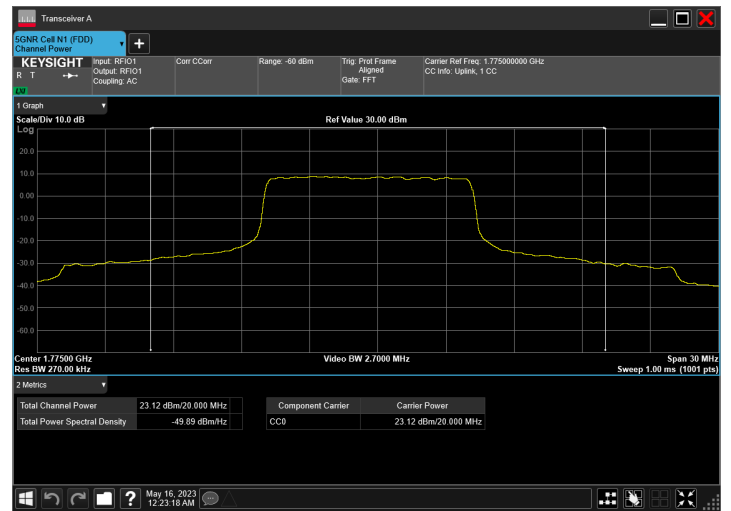 Transceiver A
5GNR Cell N1 (FDD)
Channel Power
KEYSIGHT
R T
LXI
Input: RFIO1
Output: RFIO1
Coupling: AC
Corr CCorr
Range: -60 dBm
Trig: Prot Frame
Aligned
Gate: FFT
Carrier Ref Freq: 1.775000000 GHz
CC Info: Uplink, 1 CC
1 Graph
Scale/Div 10.0 dB
Ref Value 30.00 dBm
Log
20.0
10.0
0.00
-10.0
-20.0
-30.0
-40.0
-50.0
-60.0
Center 1.77500 GHz
Video BW 2.7000 MHz
Span 30 MHz
Res BW 270.00 kHz
Sweep 1.00 ms (1001 pts)
2 Metrics
Total Channel Power 23.12 dBm/20.000 MHz
Total Power Spectral Density -49.89 dBm/Hz
Component Carrier Carrier Power
CC0 23.12 dBm/20.000 MHz
May 16, 2023
12:23:18 AM